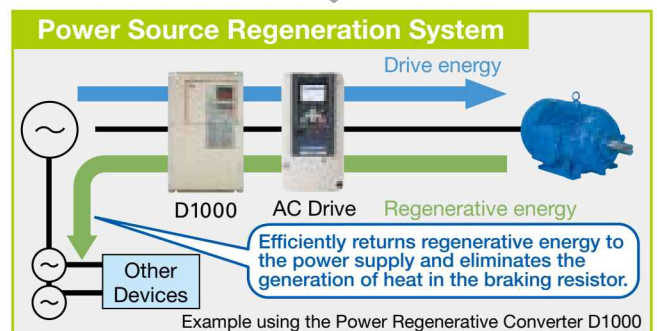 Power Source Regeneration System
Drive energy
D1000
AC Drive
Regenerative energy
Efficiently returns regenerative energy to
the power supply and eliminates the
generation of heat in the braking resistor.
Other
Devices
Example using the Power Regenerative Converter D1000